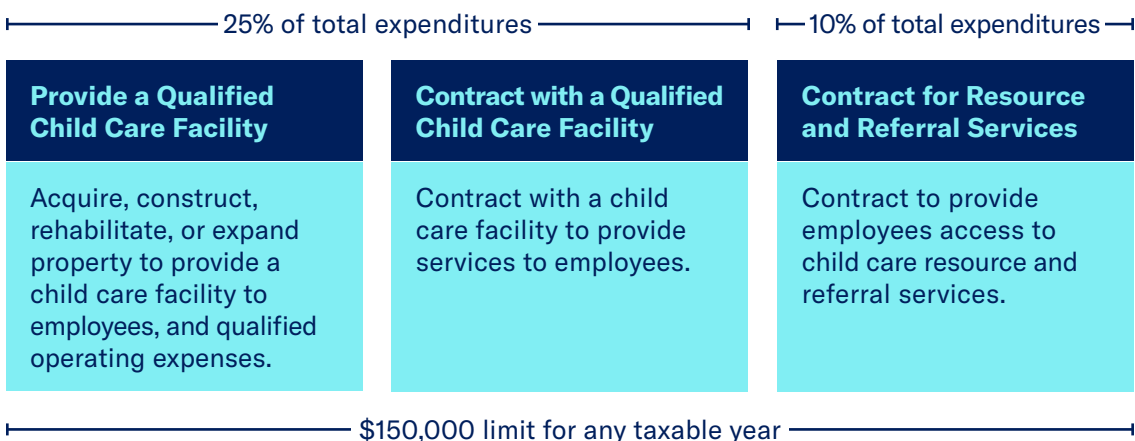 25% of total expenditures
10% of total expenditures
Provide a Qualified
Child Care Facility
Acquire, construct,
rehabilitate, or expand
property to provide a
child care facility to
employees, and qualified
operating expenses.
Contract with a Qualified
Child Care Facility
Contract with a child
care facility to provide
services to employees.
Contract for Resource
and Referral Services
Contract to provide
employees access to
child care resource and
referral services.
$150,000 limit for any taxable year